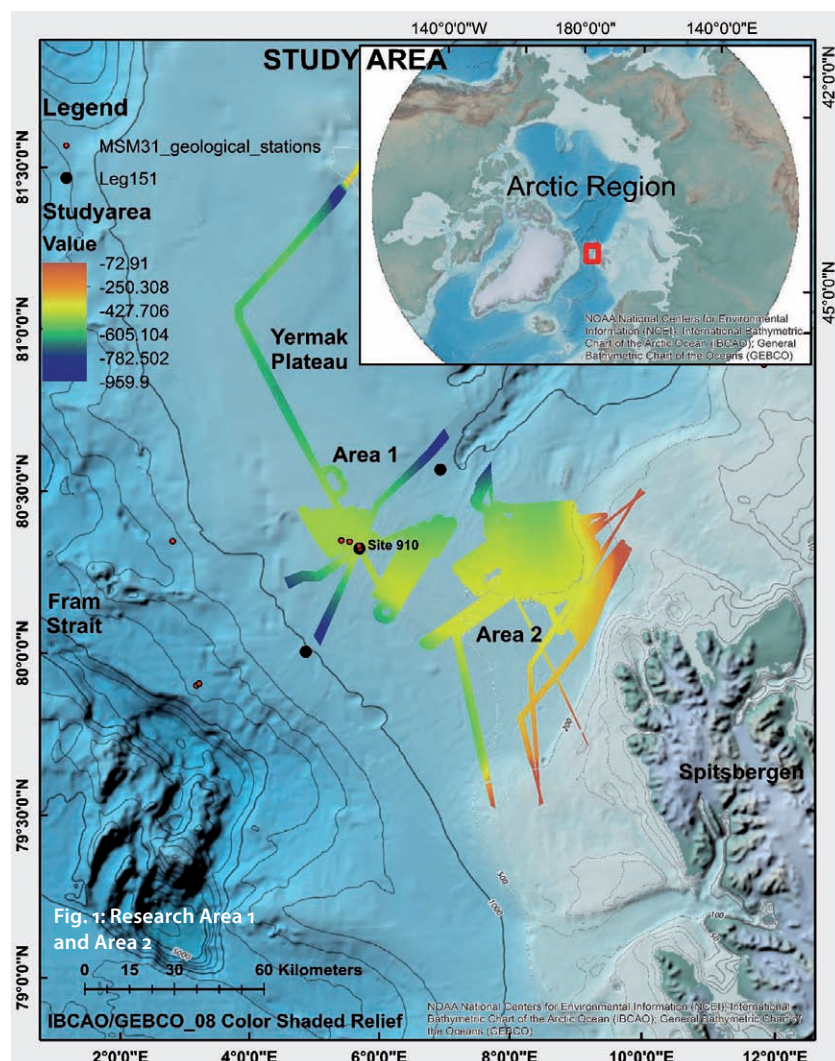 140°0'0"W
180°0'0"
140°0'0"E
STUDY AREA
Legend
MSM31_geological_stations
Leg151
Studyarea
Value
-72.91
-250.308
-427.706
-605.104
-782.502
-959.9
Arctic Region
NOAA National Centers for Environmental
Information (NCEI); International Bathymetric
Chart of the Arctic Ocean (IBCAO); General
Bathymetric Chart of the Oceans (GEBCO)
42°0'0"N
45°0'0"N
81°30'0"N
81°0'0"N
80°30'0"N
80°0'0"N
79°30'0"N
79°0'0"N
Yermak
Plateau
Area 1
Site 910
Fram
Strait
Area 2
200
Spitsbergen
500
1000
100
5000
Fig. 1: Research Area 1
and Area 2
0 15 30 60 Kilometers
IBCAO/GEBCO_08 Color Shaded Relief
NOAA National Centers for Environmental Information (NCEI); International
Bathymetric Chart of the Arctic Ocean (IBCAO); General Bathymetric Chart of
the Oceans (GEBCO)
2°0'0"E
4°0'0"E
6°0'0"E
8°0'0"E
10°0'0"E
12°0'0"E